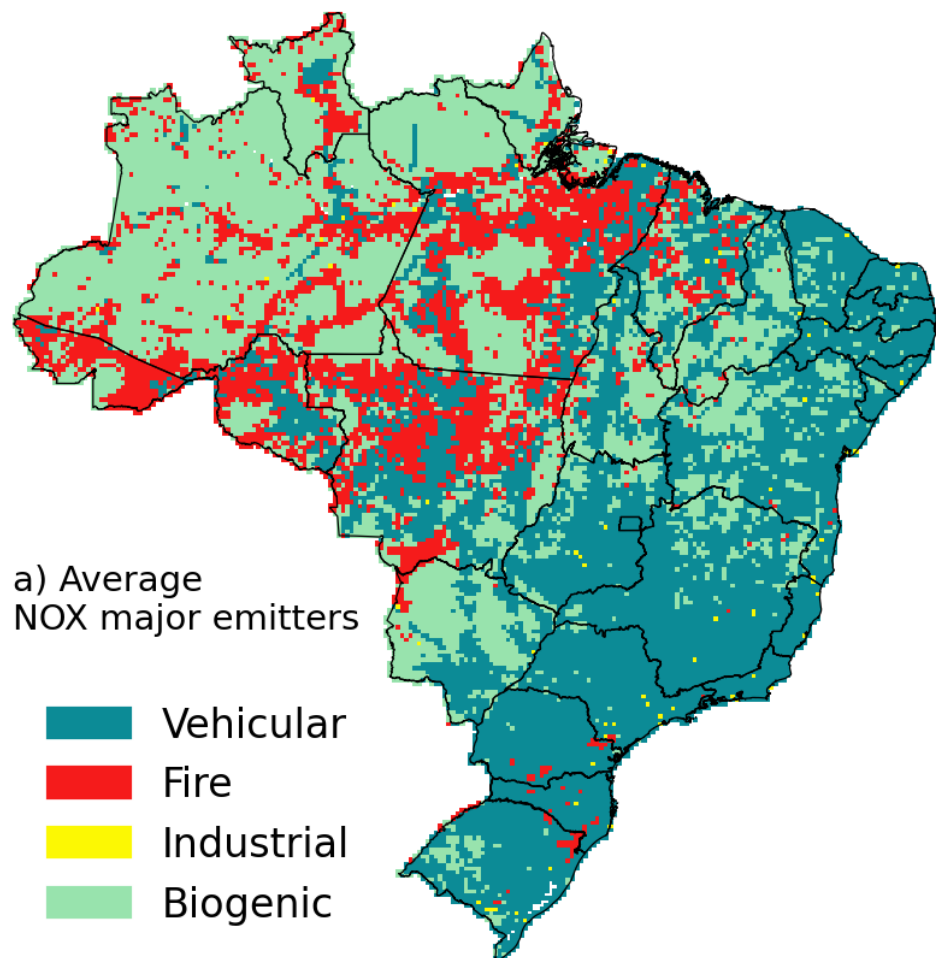 a) Average
NOX major emitters
Vehicular
Fire
Industrial
Biogenic